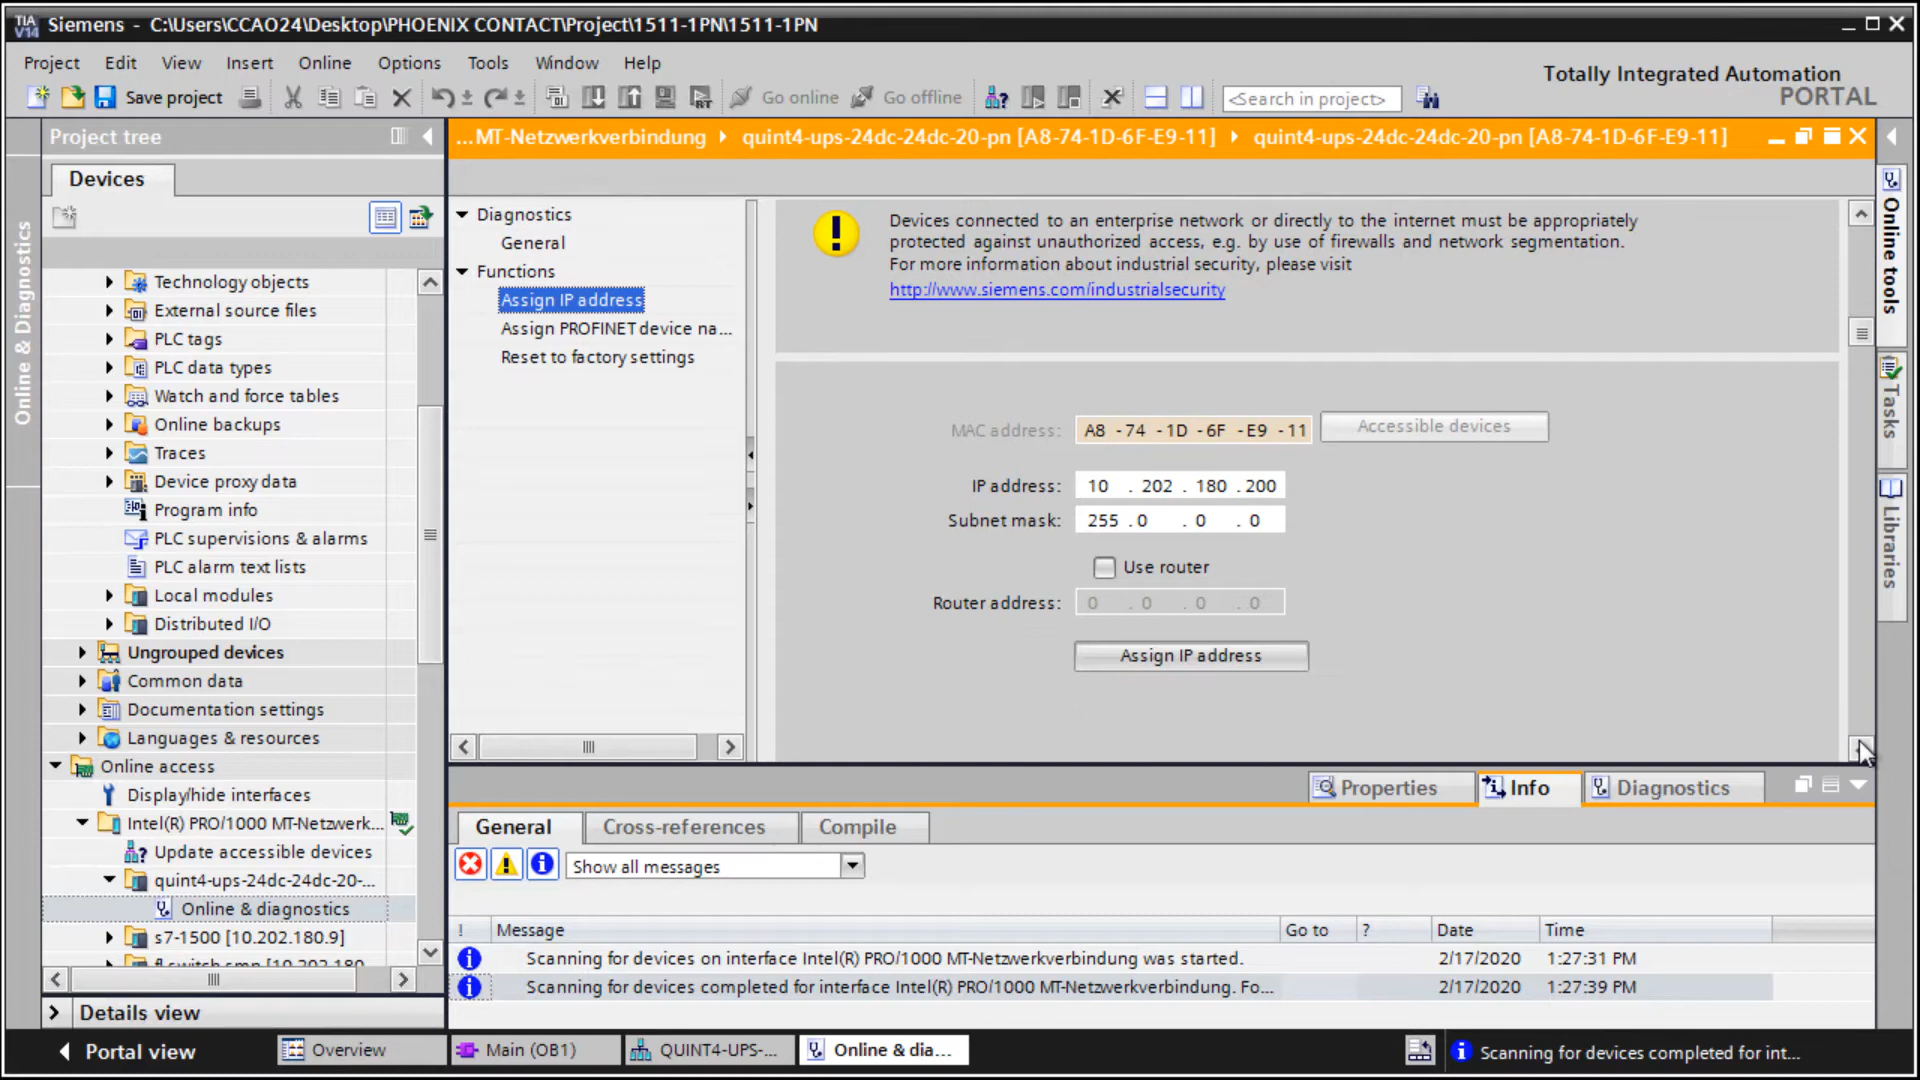 TIA V14 Siemens - C:\Users\CCAO24\Desktop\PHOENIX CONTACT\Project\1511-1PN\1511-1PN
Project Edit View Insert Online Options Tools Window Help
Totally Integrated Automation
PORTAL
Save project Go online Go offline <Search in project>
Project tree
...MT-Netzwerkverbindung quint4-ups-24dc-24dc-20-pn [A8-74-1D-6F-E9-11] quint4-ups-24dc-24dc-20-pn [A8-74-1D-6F-E9-11]
Devices
Online & Diagnostics
Technology objects
External source files
PLC tags
PLC data types
Watch and force tables
Online backups
Traces
Device proxy data
Program info
PLC supervisions & alarms
PLC alarm text lists
Local modules
Distributed I/O
Ungrouped devices
Common data
Documentation settings
Languages & resources
Online access
Display/hide interfaces
Intel(R) PRO/1000 MT-Netzwerk...
Update accessible devices
quint4-ups-24dc-24dc-20-...
Online & diagnostics
s7-1500 [10.202.180.9]
fl switch smp [10.202.180
Details view
Diagnostics
General
Functions
Assign IP address
Assign PROFINET device na...
Reset to factory settings
Devices connected to an enterprise network or directly to the internet must be appropriately
protected against unauthorized access, e.g. by use of firewalls and network segmentation.
For more information about industrial security, please visit
http://www.siemens.com/industrialsecurity
MAC address: A8 -74 -1D -6F -E9 -11 Accessible devices
IP address: 10 . 202 . 180 . 200
Subnet mask: 255 . 0 . 0 . 0
Use router
Router address: 0 . 0 . 0 . 0
Assign IP address
Online tools
Tasks
Libraries
Properties Info Diagnostics
General Cross-references Compile
Show all messages
! Message Go to ? Date Time
Scanning for devices on interface Intel(R) PRO/1000 MT-Netzwerkverbindung was started. 2/17/2020 1:27:31 PM
Scanning for devices completed for interface Intel(R) PRO/1000 MT-Netzwerkverbindung. Fo... 2/17/2020 1:27:39 PM
Portal view Overview Main (OB1) QUINT4-UPS-... Online & dia... Scanning for devices completed for int...